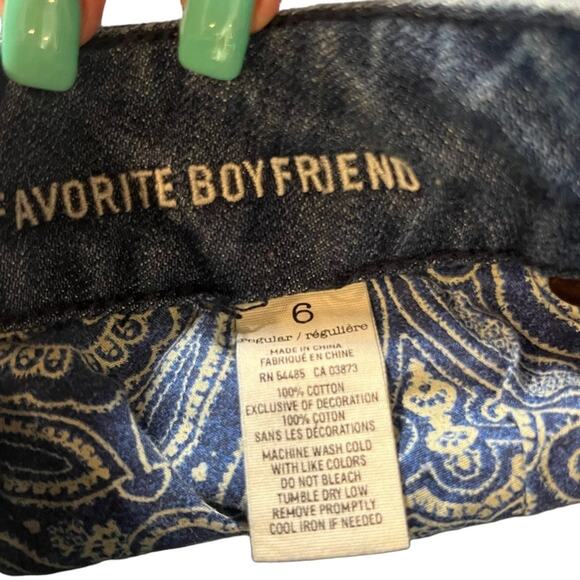 FAVORITE BOYFRIEND
6
regular / régulière
MADE IN CHINA
FABRIQUÉ EN CHINE
RN 54485 CA 03873
100% COTTON
EXCLUSIVE OF DECORATION
100% COTON
SANS LES DÉCORATIONS
MACHINE WASH COLD
WITH LIKE COLORS
DO NOT BLEACH
TUMBLE DRY LOW
REMOVE PROMPTLY
COOL IRON IF NEEDED